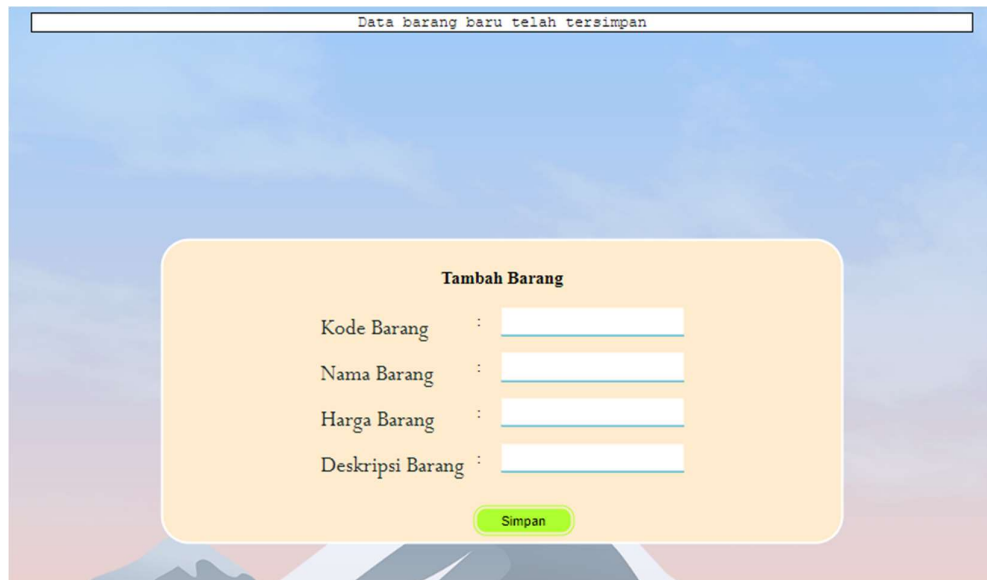 Data barang baru telah tersimpan
Tambah Barang
Kode Barang :
Nama Barang :
Harga Barang :
Deskripsi Barang :
Simpan